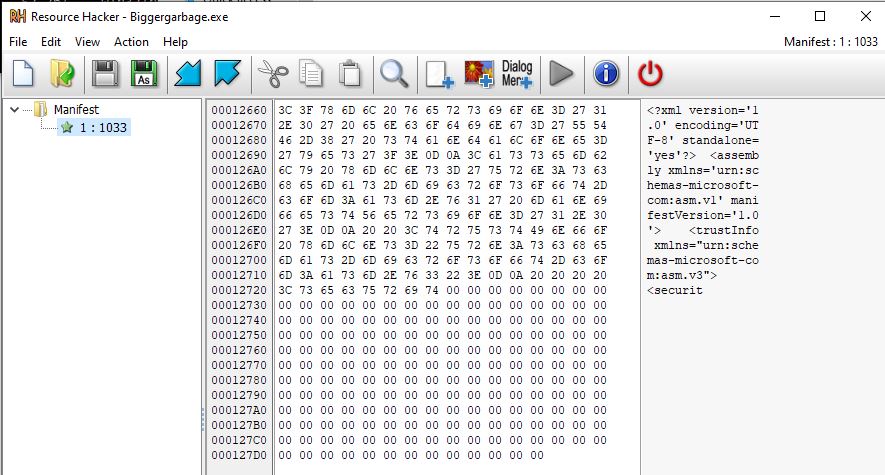 Resource Hacker - Biggergarbage.exe
File Edit View Action Help
Manifest : 1 : 1033
As
Dialog
Men
Manifest
1 : 1033
00012660 3C 3F 78 6D 6C 20 76 65 72 73 69 6F 6E 3D 27 31 <?xml version='1
00012670 2E 30 27 20 65 6E 63 6F 64 69 6E 67 3D 27 55 54 .0' encoding='UT
00012680 46 2D 38 27 20 73 74 61 6E 64 61 6C 6F 6E 65 3D F-8' standalone=
00012690 27 79 65 73 27 3F 3E 0D 0A 3C 61 73 73 65 6D 62 'yes'?> <assemb
000126A0 6C 79 20 78 6D 6C 6E 73 3D 27 75 72 6E 3A 73 63 ly xmlns='urn:sc
000126B0 68 65 6D 61 73 2D 6D 69 63 72 6F 73 6F 66 74 2D hemas-microsoft-
000126C0 63 6F 6D 3A 61 73 6D 2E 76 31 27 20 6D 61 6E 69 com:asm.v1' mani
000126D0 66 65 73 74 56 65 72 73 69 6F 6E 3D 27 31 2E 30 festVersion='1.0
000126E0 27 3E 0D 0A 20 20 3C 74 72 75 73 74 49 6E 66 6F '> <trustInfo
000126F0 20 78 6D 6C 6E 73 3D 22 75 72 6E 3A 73 63 68 65 xmlns="urn:sche
00012700 6D 61 73 2D 6D 69 63 72 6F 73 6F 66 74 2D 63 6F mas-microsoft-co
00012710 6D 3A 61 73 6D 2E 76 33 22 3E 0D 0A 20 20 20 20 m:asm.v3">
00012720 3C 73 65 63 75 72 69 74 00 00 00 00 00 00 00 00 <securit
00012730 00 00 00 00 00 00 00 00 00 00 00 00 00 00 00 00
00012740 00 00 00 00 00 00 00 00 00 00 00 00 00 00 00 00
00012750 00 00 00 00 00 00 00 00 00 00 00 00 00 00 00 00
00012760 00 00 00 00 00 00 00 00 00 00 00 00 00 00 00 00
00012770 00 00 00 00 00 00 00 00 00 00 00 00 00 00 00 00
00012780 00 00 00 00 00 00 00 00 00 00 00 00 00 00 00 00
00012790 00 00 00 00 00 00 00 00 00 00 00 00 00 00 00 00
000127A0 00 00 00 00 00 00 00 00 00 00 00 00 00 00 00 00
000127B0 00 00 00 00 00 00 00 00 00 00 00 00 00 00 00 00
000127C0 00 00 00 00 00 00 00 00 00 00 00 00 00 00 00 00
000127D0 00 00 00 00 00 00 00 00 00 00 00 00 00